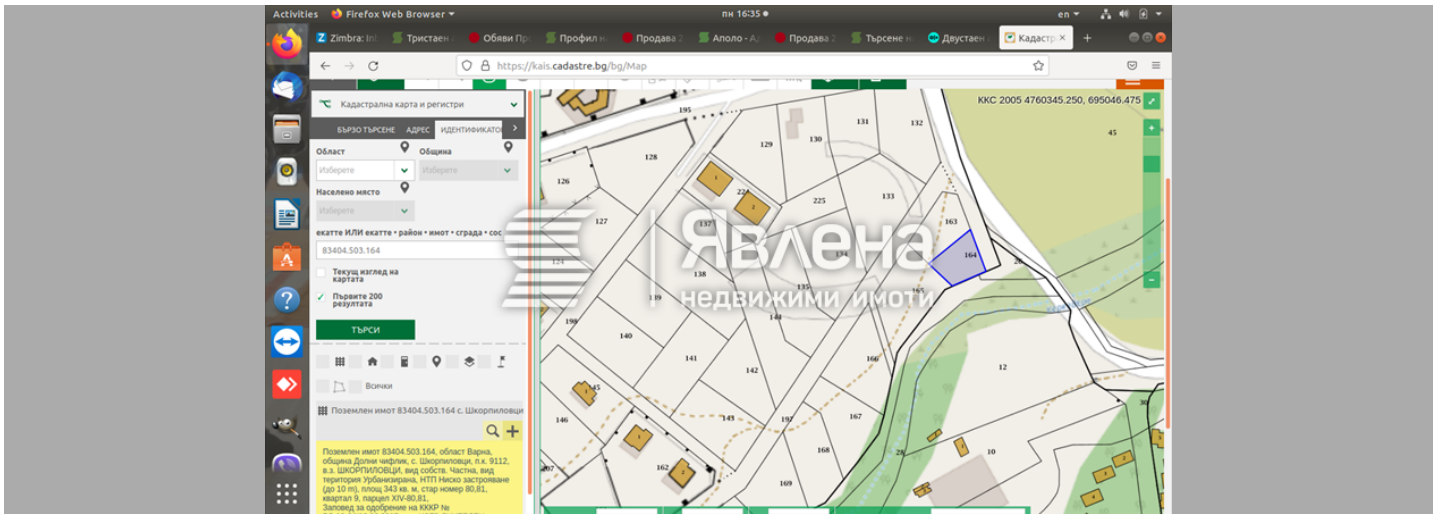 Activities Firefox Web Browser пн 16:35 en
Zimbra: In Тристаен Обяви Пр Профил н Продава 2 Аполо - А Продава 2 Търсене н Двустаен Кадастр
https://kais.cadastre.bg/bg/Map
Кадастрална карта и регистри
БЪРЗО ТЪРСЕНЕ АДРЕС ИДЕНТИФИКАТО
Област Община
Изберете Изберете
Населено място
Изберете
екатте ИЛИ екатте • район • имот • сграда • сос
83404.503.164
Текущ изглед на
картата
Първите 200
резултата
ТЪРСИ
Всички
Поземлен имот 83404.503.164 с. Шкорпиловци
Поземлен имот 83404.503.164, област Варна,
община Долни чифлик, с. Шкорпиловци, п.к. 9112,
в.з. ШКОРПИЛОВЦИ, вид собств. Частна, вид
територия Урбанизирана, НТП Ниско застрояване
(до 10 m), площ 343 кв. м, стар номер 80,81,
квартал 9, парцел XIV-80,81,
Заповед за одобрение на КККР №
ККС 2005 4760345.250, 695046.475
195
131 132 45
129 130
128
126
133
225
127 137 163
164
124 138 135
139 165
198 144
140
141 166
142 12
145
146 143 197 167
168 28 10
162
169
30
Явлена
недвижими имоти